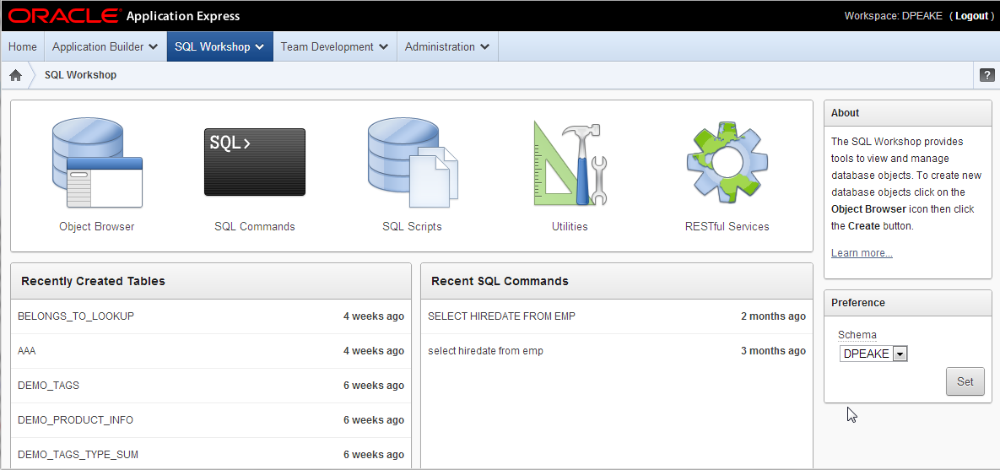 ORACLE Application Express
Workspace: DPEAKE ( Logout )
Home Application Builder SQL Workshop Team Development Administration
SQL Workshop
?
SQL>
Object Browser
SQL Commands
SQL Scripts
Utilities
RESTful Services
Recently Created Tables
BELONGS_TO_LOOKUP 4 weeks ago
AAA 4 weeks ago
DEMO_TAGS 6 weeks ago
DEMO_PRODUCT_INFO 6 weeks ago
DEMO_TAGS_TYPE_SUM 6 weeks ago
Recent SQL Commands
SELECT HIREDATE FROM EMP 2 months ago
select hiredate from emp 3 months ago
About
The SQL Workshop provides
tools to view and manage
database objects. To create new
database objects click on the
Object Browser icon then click
the Create button.
Learn more...
Preference
Schema
DPEAKE
Set